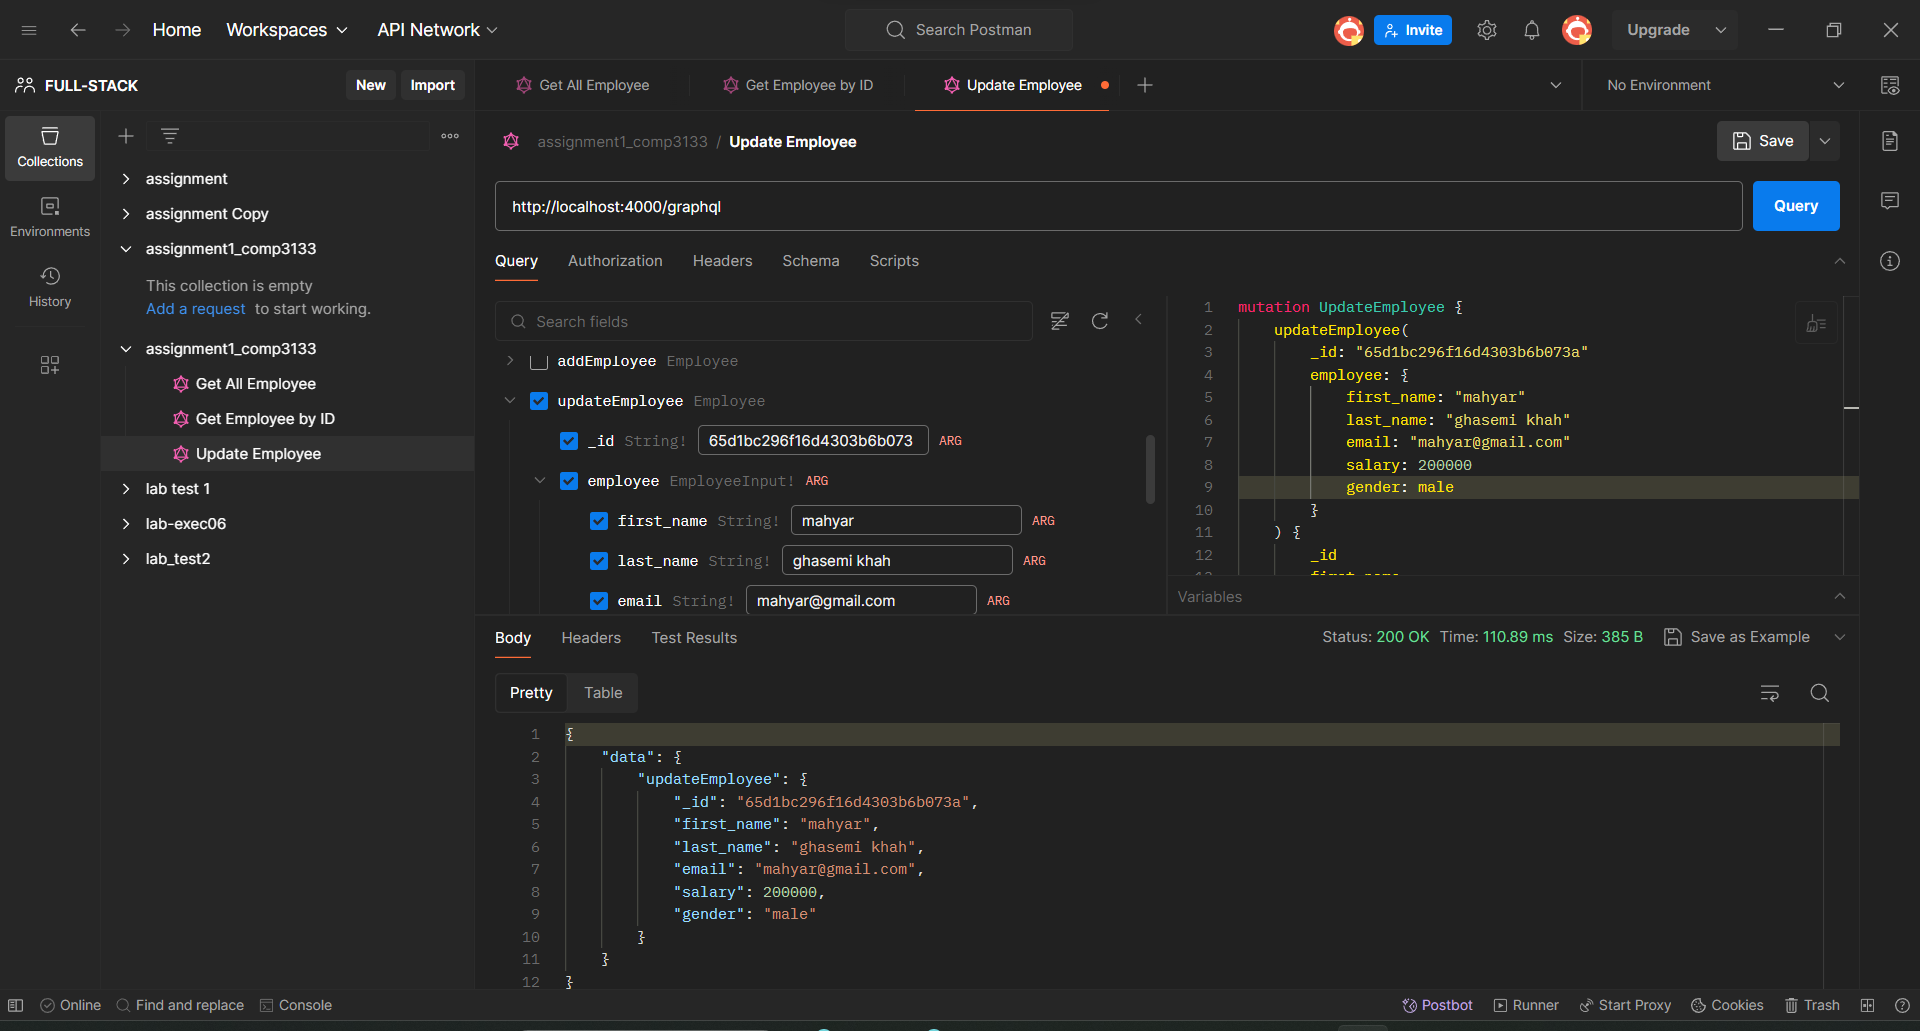 Home Workspaces API Network Search Postman Invite Upgrade
FULL-STACK New Import Get All Employee Get Employee by ID Update Employee No Environment
Collections
Environments
History
assignment
assignment Copy
assignment1_comp3133
This collection is empty
Add a request to start working.
assignment1_comp3133
Get All Employee
Get Employee by ID
Update Employee
lab test 1
lab-exec06
lab_test2
assignment1_comp3133 / Update Employee Save
http://localhost:4000/graphql Query
Query Authorization Headers Schema Scripts
Search fields
addEmployee Employee
updateEmployee Employee
_id String! 65d1bc296f16d4303b6b073 ARG
employee EmployeeInput! ARG
first_name String! mahyar ARG
last_name String! ghasemi khah ARG
email String! mahyar@gmail.com ARG
1 mutation UpdateEmployee {
2 updateEmployee(
3 _id: "65d1bc296f16d4303b6b073a"
4 employee: {
5 first_name: "mahyar"
6 last_name: "ghasemi khah"
7 email: "mahyar@gmail.com"
8 salary: 200000
9 gender: male
10 }
11 ) {
12 _id
Variables
Body Headers Test Results Status: 200 OK Time: 110.89 ms Size: 385 B Save as Example
Pretty Table
1 {
2 "data": {
3 "updateEmployee": {
4 "_id": "65d1bc296f16d4303b6b073a",
5 "first_name": "mahyar",
6 "last_name": "ghasemi khah",
7 "email": "mahyar@gmail.com",
8 "salary": 200000,
9 "gender": "male"
10 }
11 }
12 }
Online Find and replace Console Postbot Runner Start Proxy Cookies Trash